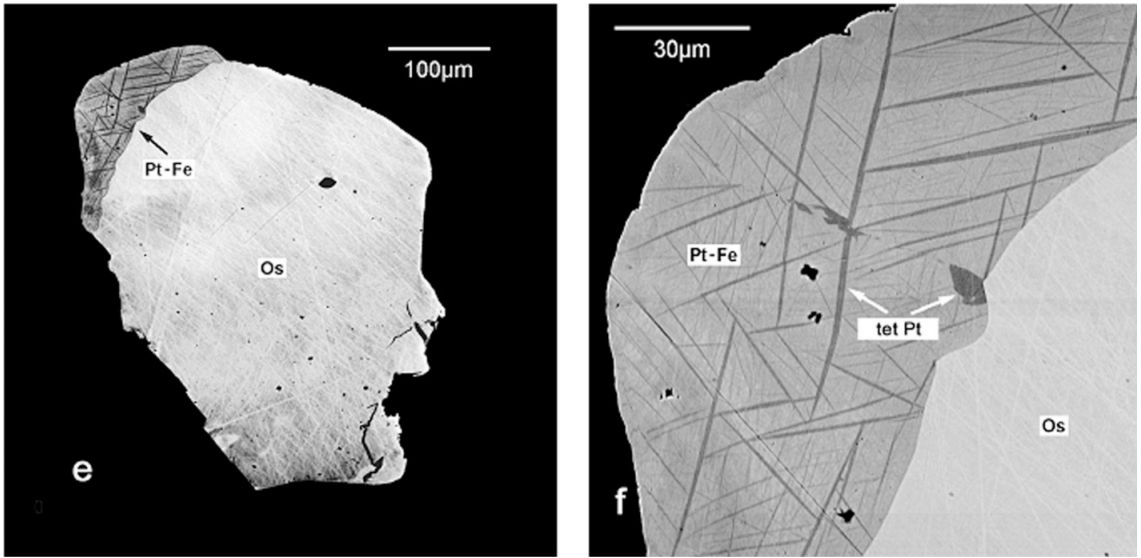 100μm
Pt-Fe
Os
e
30μm
Pt-Fe
tet Pt
Os
f